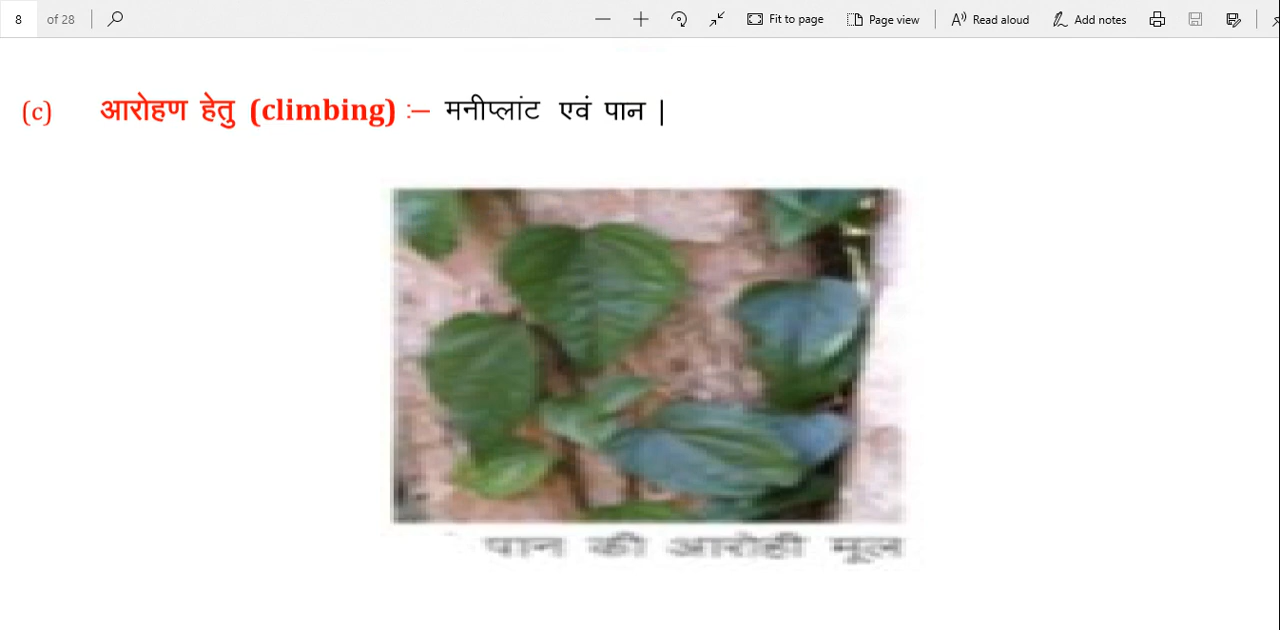 8 of 28 Fit to page Page view Read aloud Add notes
(c) आरोहण हेतु (climbing) :– मनीप्लांट एवं पान |
पान की आरोही मूल